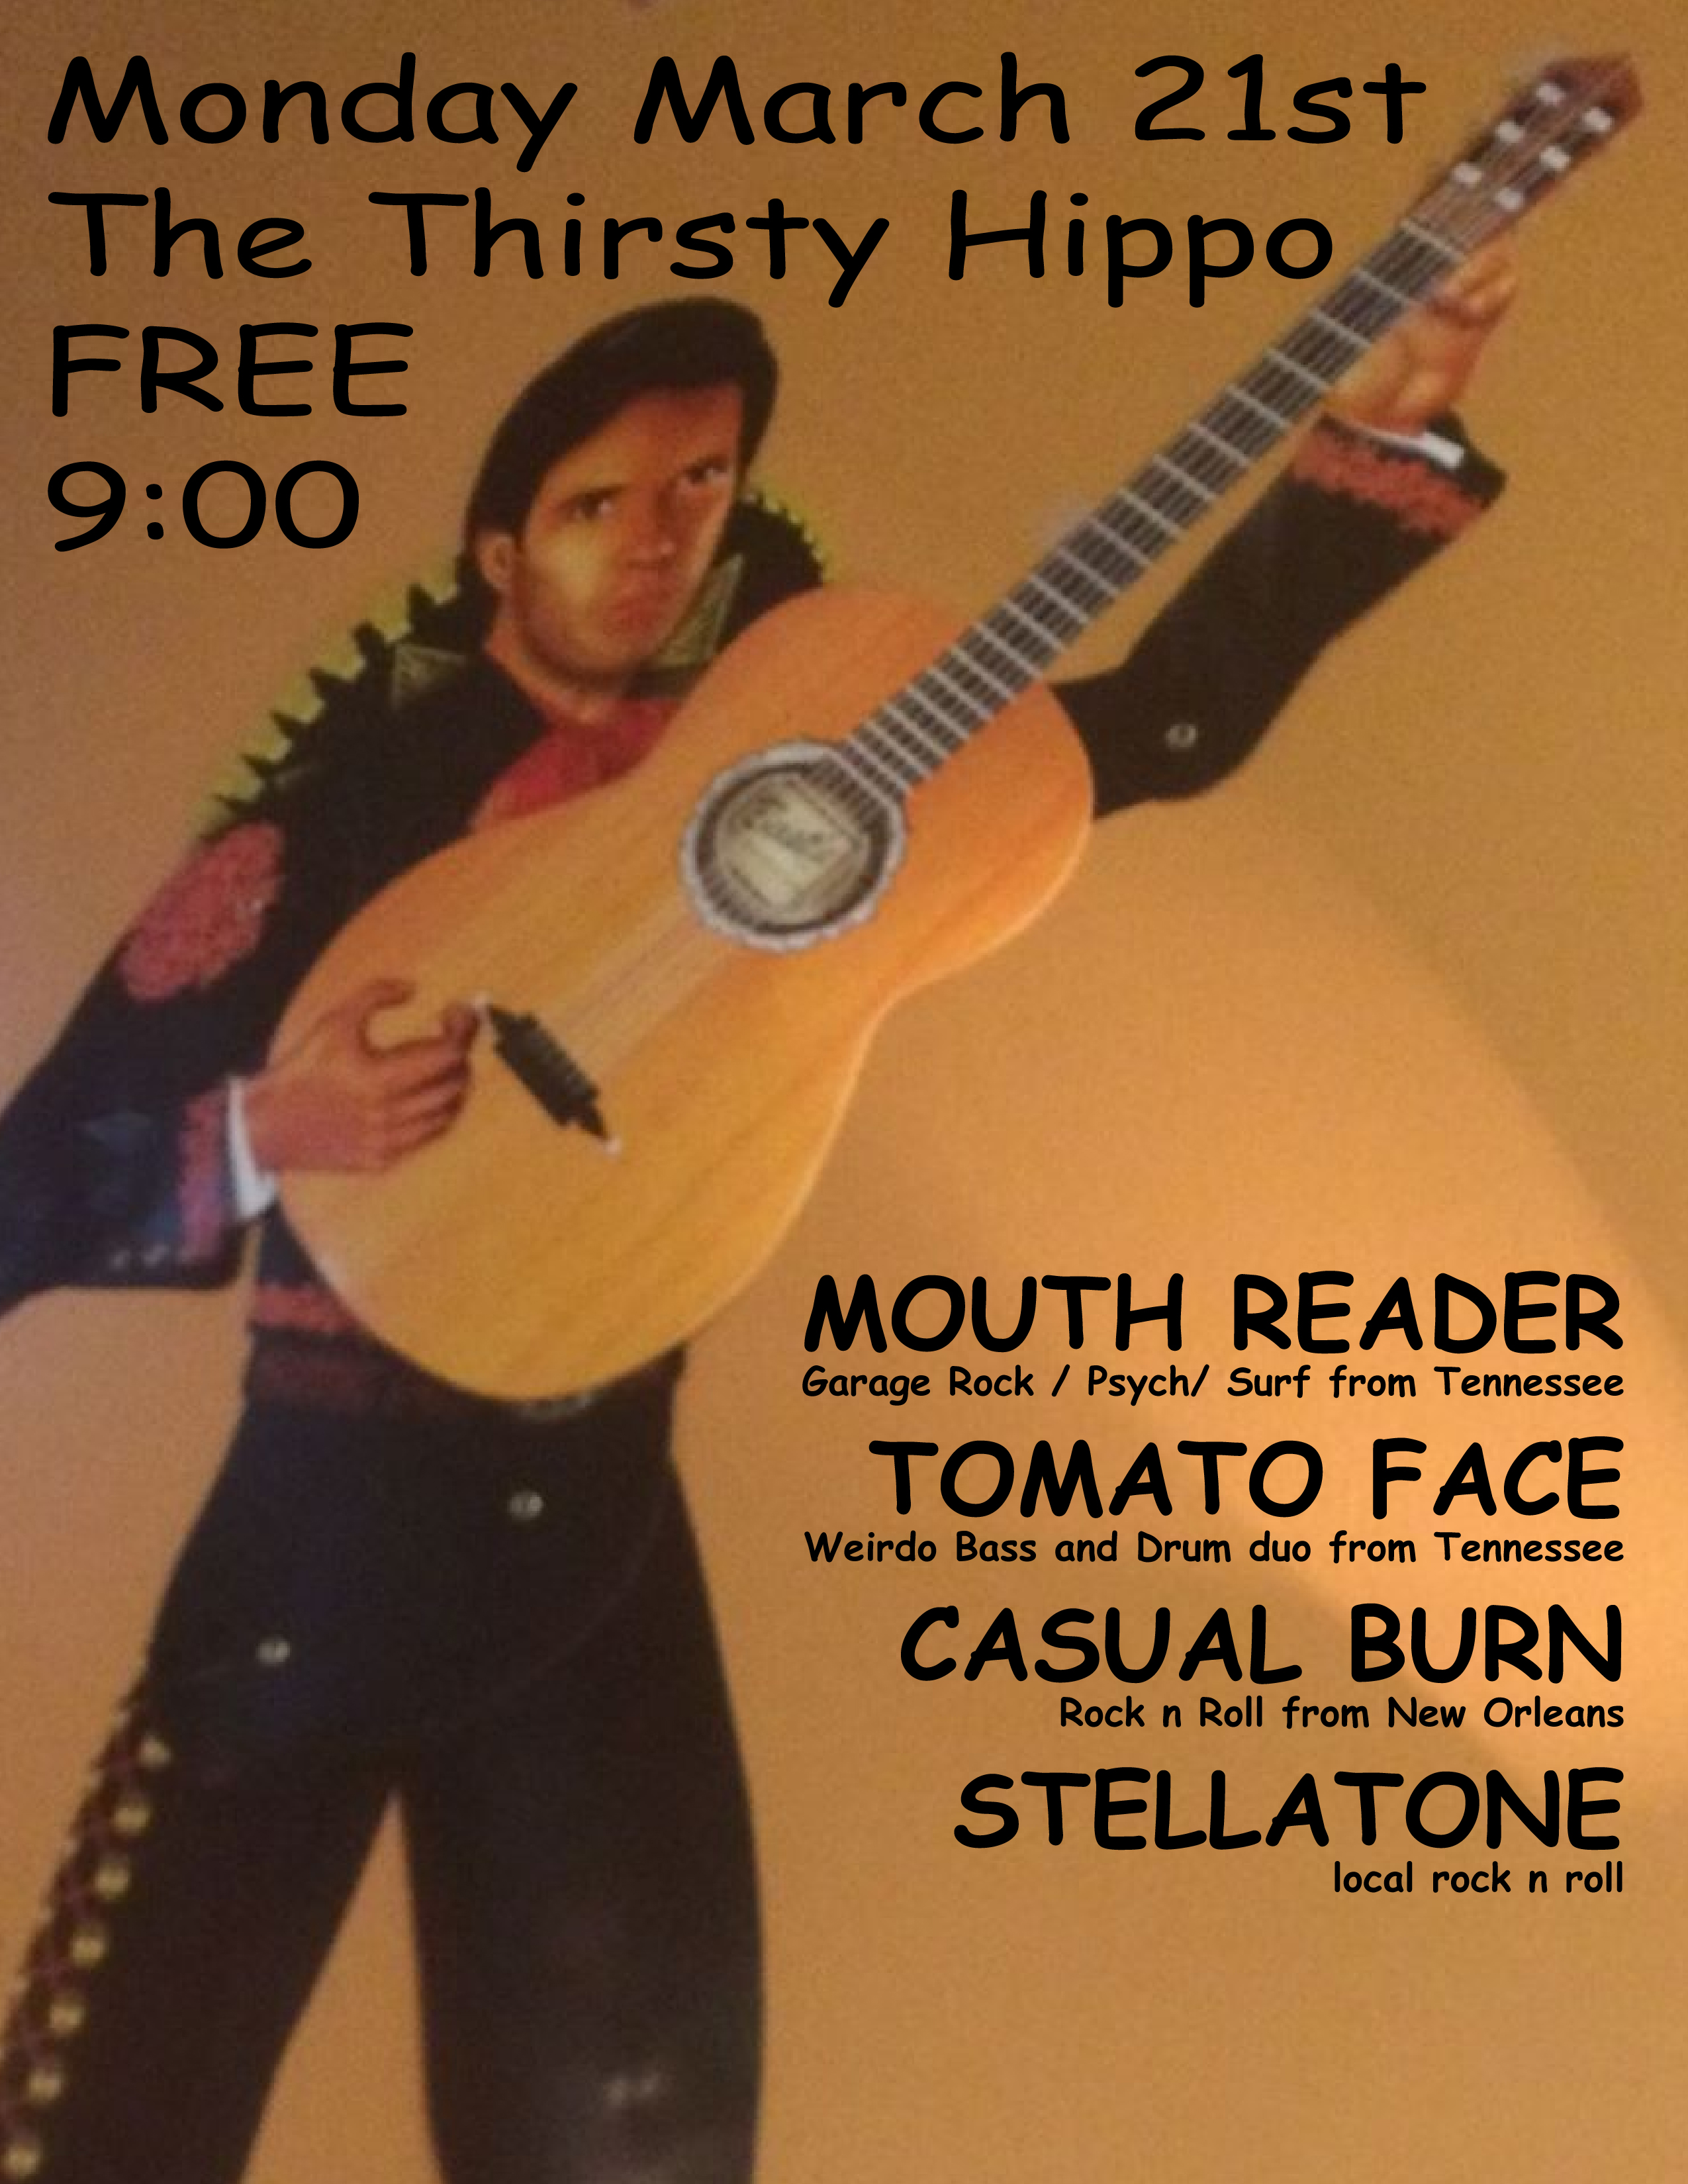 Monday March 21st
The Thirsty Hippo
FREE
9:00
MOUTH READER
Garage Rock / Psych/ Surf from Tennessee
TOMATO FACE
Weirdo Bass and Drum duo from Tennessee
CASUAL BURN
Rock n Roll from New Orleans
STELLATONE
local rock n roll